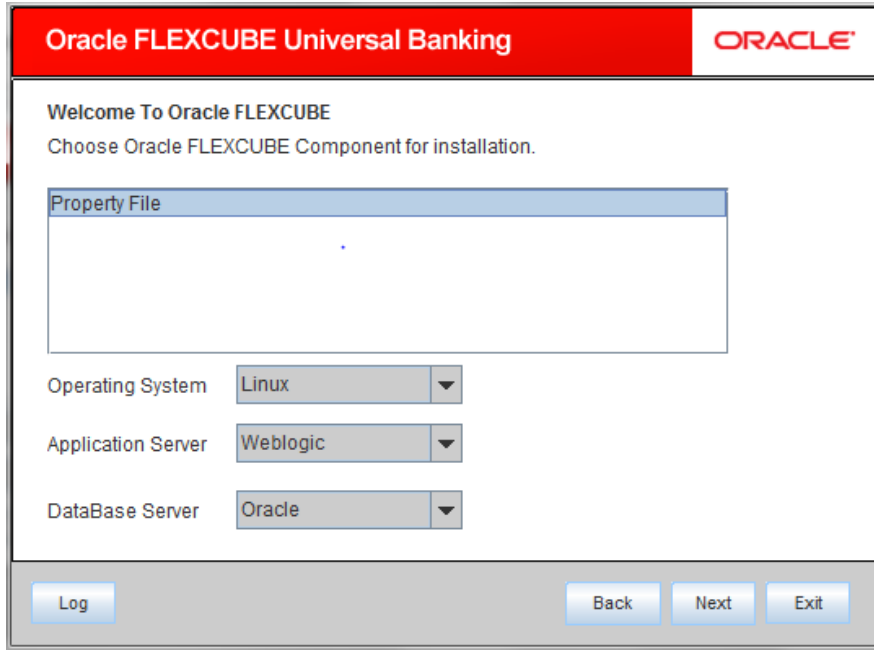 Oracle FLEXCUBE Universal Banking
ORACLE
Welcome To Oracle FLEXCUBE
Choose Oracle FLEXCUBE Component for installation.
Property File
Operating System Linux
Application Server Weblogic
DataBase Server Oracle
Log Back Next Exit